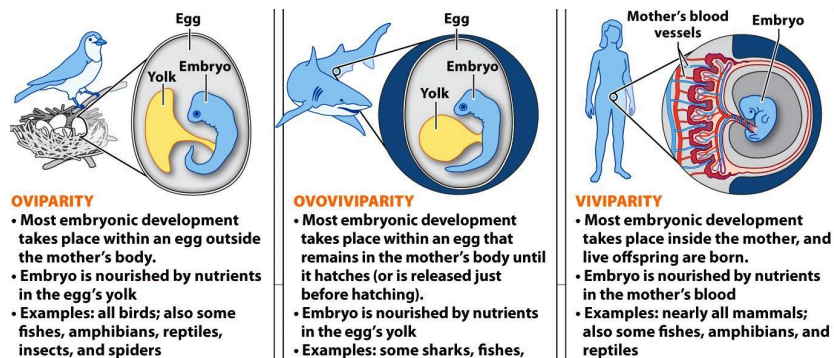 Egg
Yolk
Embryo
OVIPARITY
• Most embryonic development
takes place within an egg outside
the mother's body.
• Embryo is nourished by nutrients
in the egg's yolk
• Examples: all birds; also some
fishes, amphibians, reptiles,
insects, and spiders
Egg
Embryo
Yolk
OVOVIVIPARITY
• Most embryonic development
takes place within an egg that
remains in the mother's body until
it hatches (or is released just
before hatching).
• Embryo is nourished by nutrients
in the egg's yolk
• Examples: some sharks, fishes,
Mother's blood
vessels
Embryo
VIVIPARITY
• Most embryonic development
takes place inside the mother, and
live offspring are born.
• Embryo is nourished by nutrients
in the mother's blood
• Examples: nearly all mammals;
also some fishes, amphibians, and
reptiles